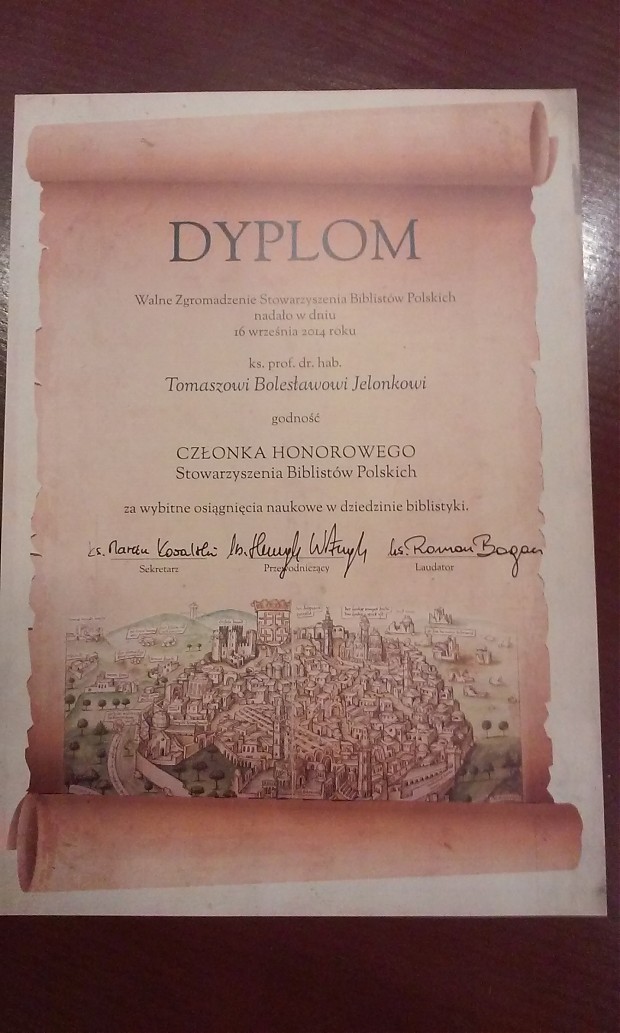 DYPLOM
Walne Zgromadzenie Stowarzyszenia Biblistów Polskich
nadało w dniu
16 września 2014 roku
ks. prof. dr. hab.
Tomaszowi Bolesławowi Jelonkowi
godność
CZŁONKA HONOROWEGO
Stowarzyszenia Biblistów Polskich
za wybitne osiągnięcia naukowe w dziedzinie biblistyki.
ks. Marcin Kowalski ks. Henryk Witczyk ks. Roman Bogacz
Sekretarz Przewodniczący Laudator